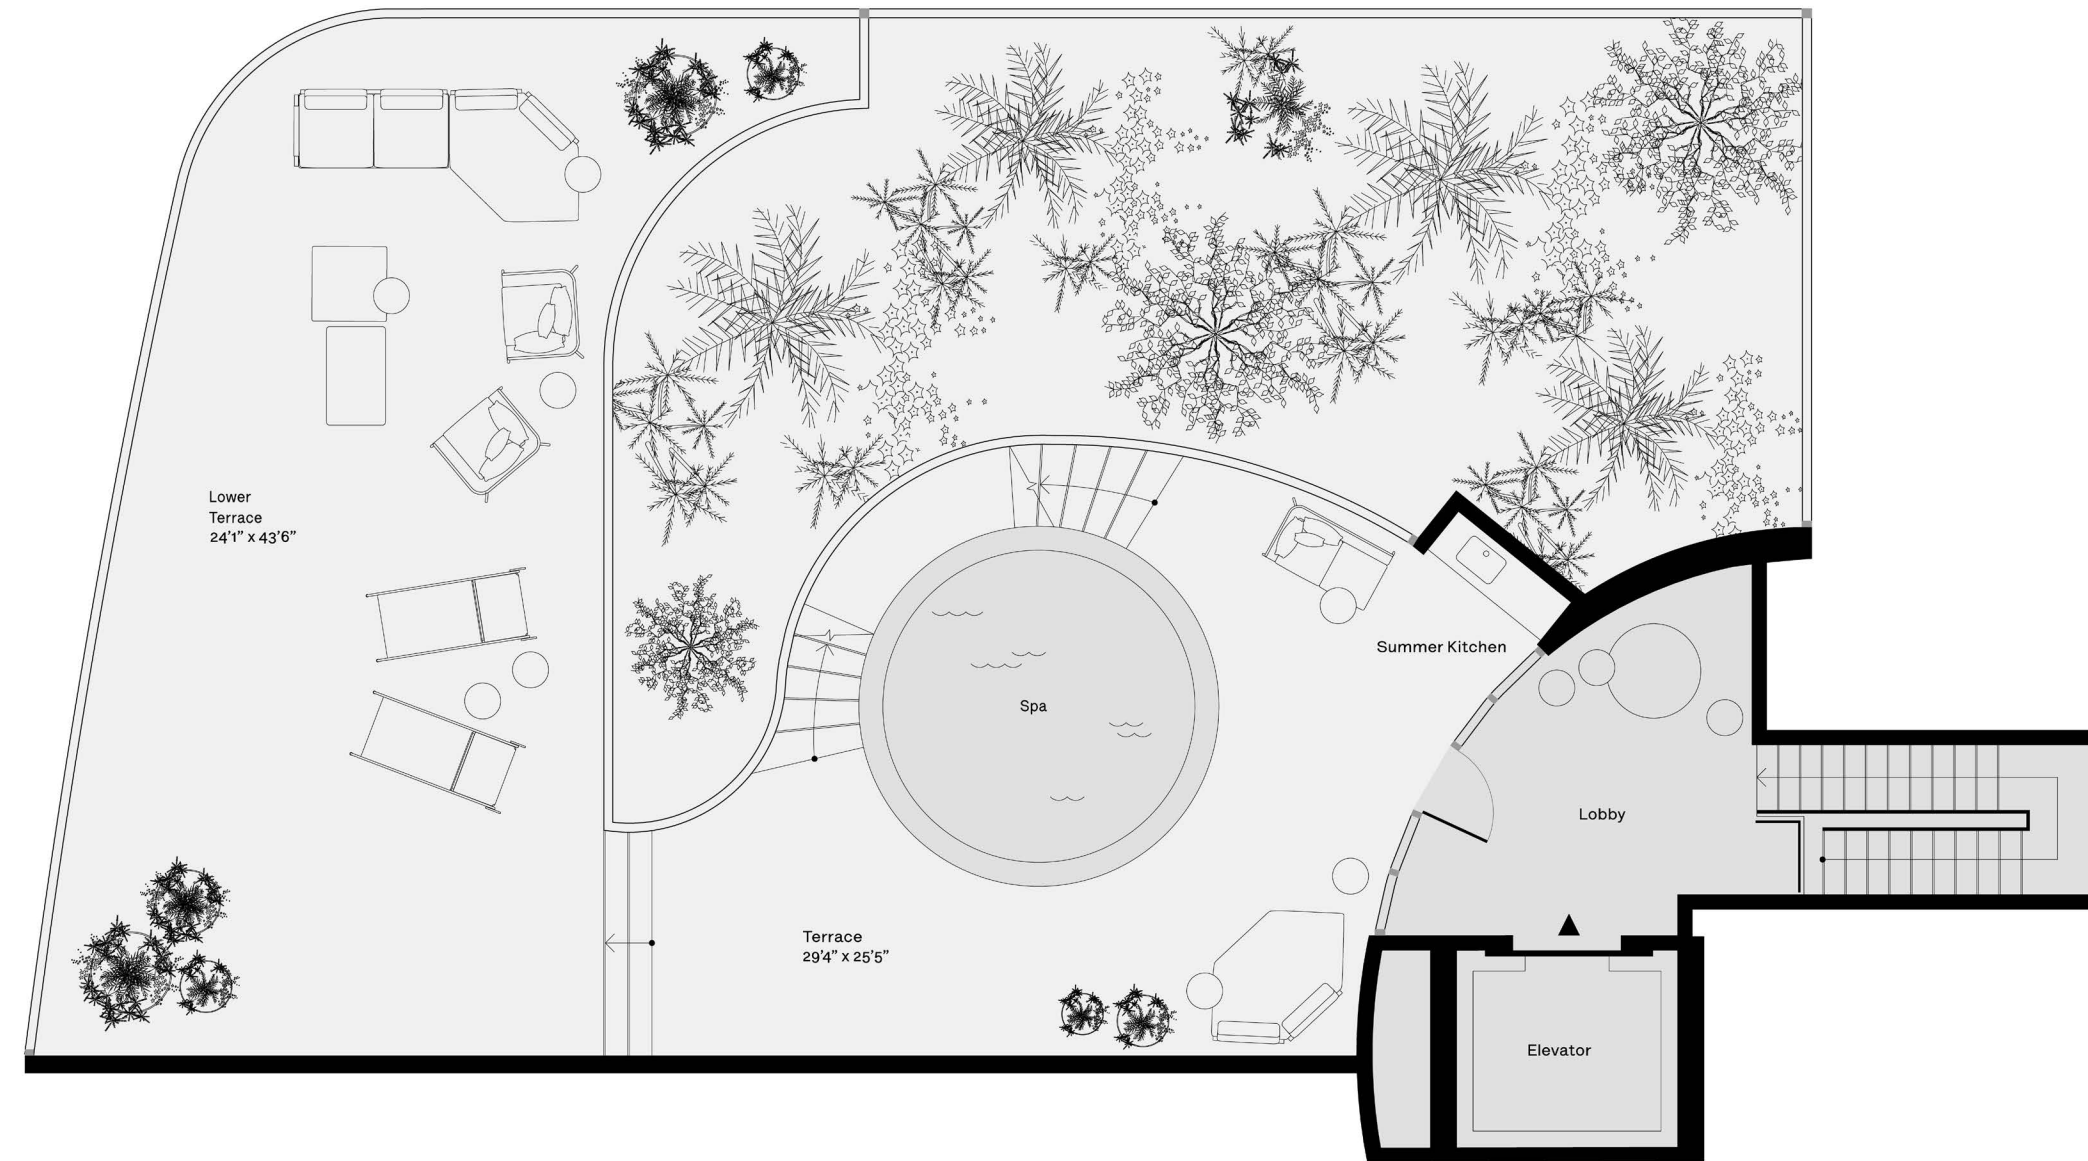 Lower
Terrace
24’1” x 43’6”
Summer Kitchen
Spa
Lobby
Terrace
29’4” x 25’5”
Elevator